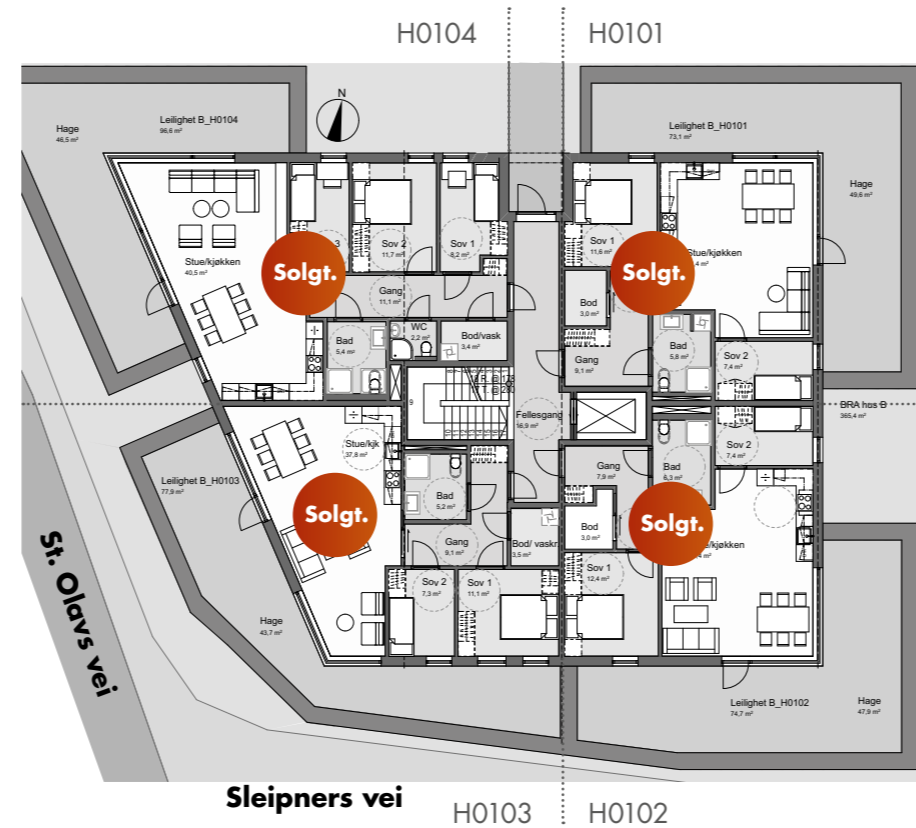 H0104
H0101
N
Leilighet B_H0104
96,6 m²
Hage
46,5 m²
Leilighet B_H0101
73,1 m²
Hage
49,6 m²
Stue/kjøkken
40,5 m²
3
Sov 2
11,7 m²
Sov 1
8,2 m²
Sov 1
11,6 m²
Stue/kjøkken
Solgt.
Solgt.
Gang
11,1 m²
Bod
3,0 m²
Bad
5,4 m²
WC
2,2 m²
Bod/vask
3,4 m²
Gang
9,1 m²
Bad
5,8 m²
Sov 2
7,4 m²
9
Fellesgang
16,9 m²
BRA hus B
365,4 m²
Stue/kjk
37,8 m²
Leilighet B_H0103
77,9 m²
Bad
5,2 m²
Gang
7,9 m²
Bad
6,3 m²
Sov 2
7,4 m²
Solgt.
Solgt.
Gang
9,1 m²
Bod/ vaskr.
3,5 m²
Bod
3,0 m²
Sov 2
7,3 m²
Sov 1
11,1 m²
Sov 1
12,4 m²
Hage
43,7 m²
Leilighet B_H0102
74,7 m²
Hage
47,9 m²
St. Olavs vei
Sleipners vei
H0103
H0102